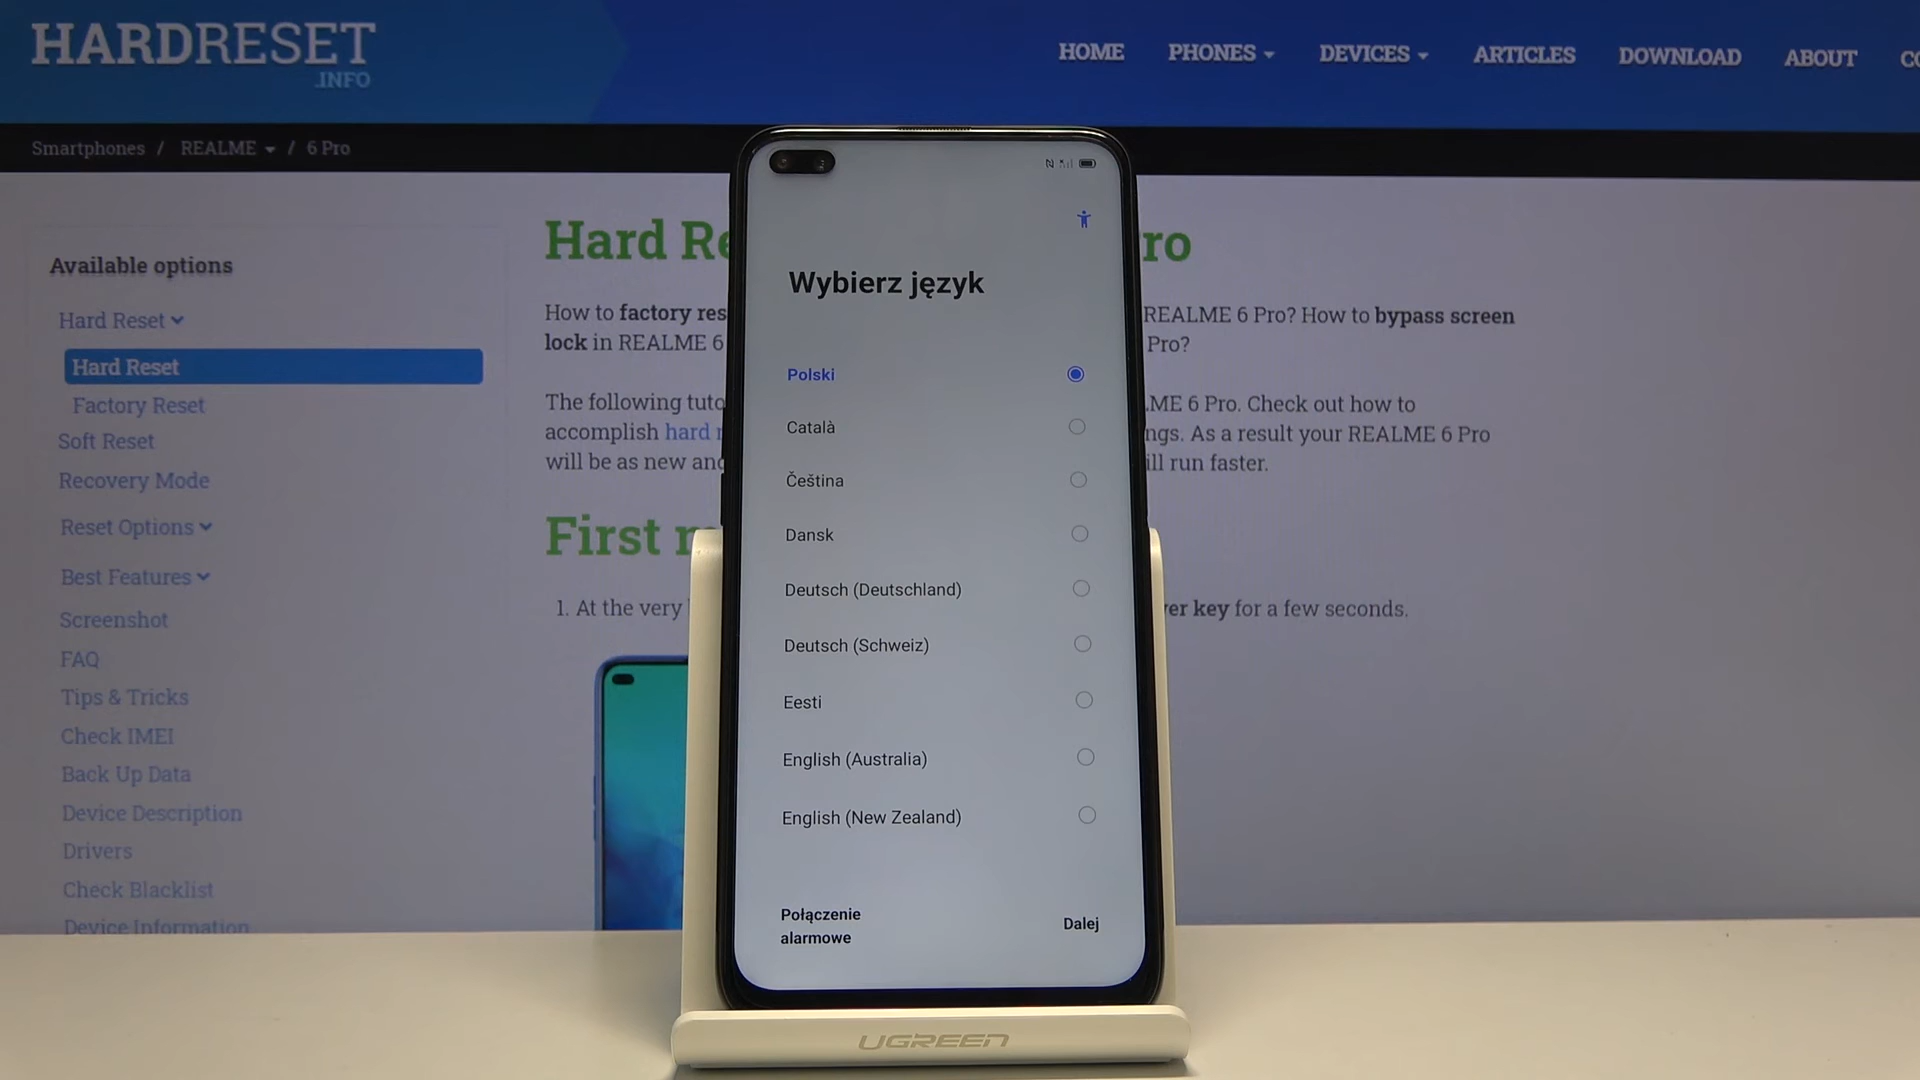 HARDRESET
.INFO
HOME PHONES DEVICES ARTICLES DOWNLOAD ABOUT
Smartphones / REALME / 6 Pro
Available options
Hard Reset
Hard Reset
Factory Reset
Soft Reset
Recovery Mode
Reset Options
Best Features
Screenshot
FAQ
Tips & Tricks
Check IMEI
Back Up Data
Device Description
Drivers
Check Blacklist
Device Information
Hard Re
ro
How to factory res
REALME 6 Pro? How to bypass screen
lock in REALME 6
Pro?
The following tuto
ME 6 Pro. Check out how to
accomplish hard
ngs. As a result your REALME 6 Pro
will be as new and
ill run faster.
First
1. At the very
er key for a few seconds.
Wybierz język
Polski
Català
Čeština
Dansk
Deutsch (Deutschland)
Deutsch (Schweiz)
Eesti
English (Australia)
English (New Zealand)
Połączenie
alarmowe
Dalej
UGREEN